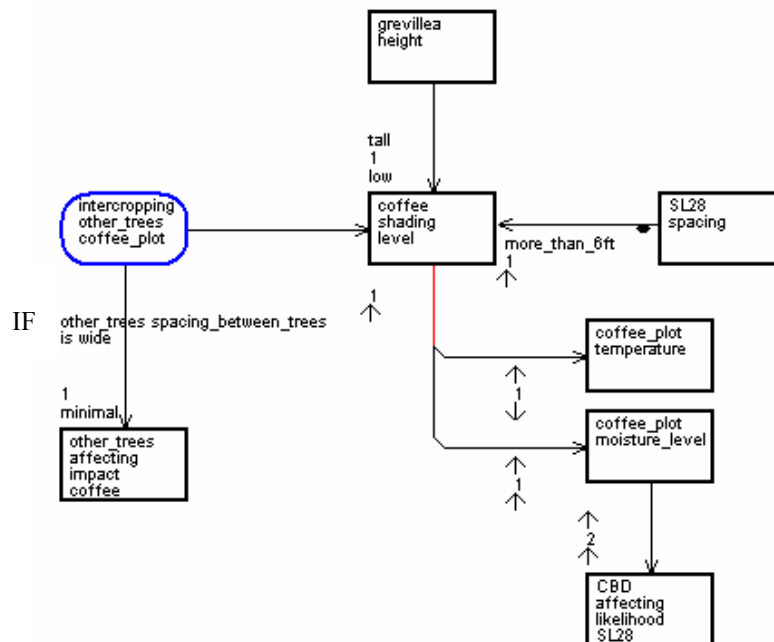 grevillea
height
tall
1
low
intercropping
other_trees
coffee_plot
coffee
shading
level
SL28
spacing
more_than_6ft
1
1
IF
other_trees spacing_between_trees
is wide
coffee_plot
temperature
1
1
minimal
coffee_plot
moisture_level
other_trees
affecting
impact
coffee
1
2
CBD
affecting
likelihood
SL28